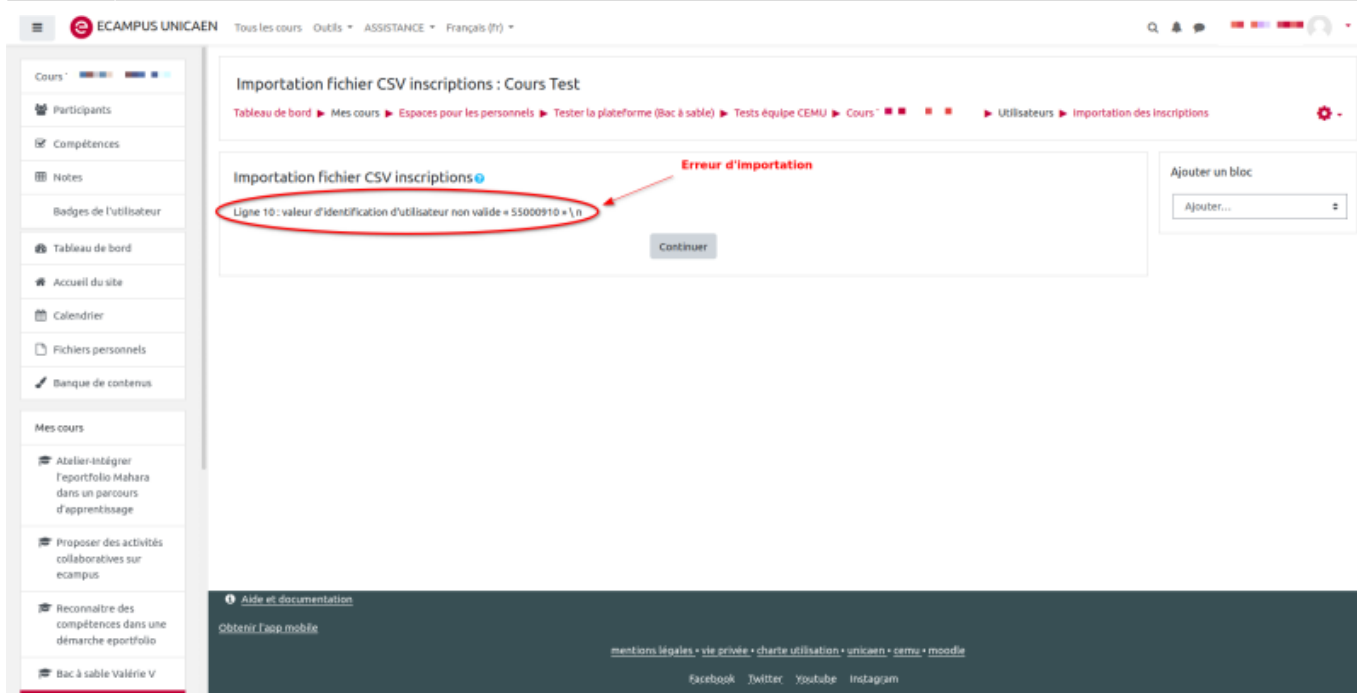 ECAMPUS UNICAEN Tous les cours Outils ASSISTANCE Français (fr)
Cours
Participants
Compétences
Notes
Badges de l'utilisateur
Tableau de bord
Accueil du site
Calendrier
Fichiers personnels
Banque de contenus
Mes cours
Atelier-Intégrer
l'eportfolio Mahara
dans un parcours
d'apprentissage
Proposer des activités
collaboratives sur
ecampus
Reconnaitre des
compétences dans une
démarche eportfolio
Bac à sable Valérie V
Importation fichier CSV inscriptions : Cours Test
Tableau de bord ► Mes cours ► Espaces pour les personnels ► Tester la plateforme (Bac à sable) ► Tests équipe CEMU ► Cours ► Utilisateurs ► Importation des inscriptions
Erreur d'importation
Importation fichier CSV inscriptions
Ligne 10 : valeur d'identification d'utilisateur non valide « 55000910 » \ n
Continuer
Ajouter un bloc
Ajouter...
Aide et documentation
Obtenir l'app mobile
mentions légales • vie privée • charte utilisation • unicaen • cemu • moodle
Facebook Twitter Youtube Instagram